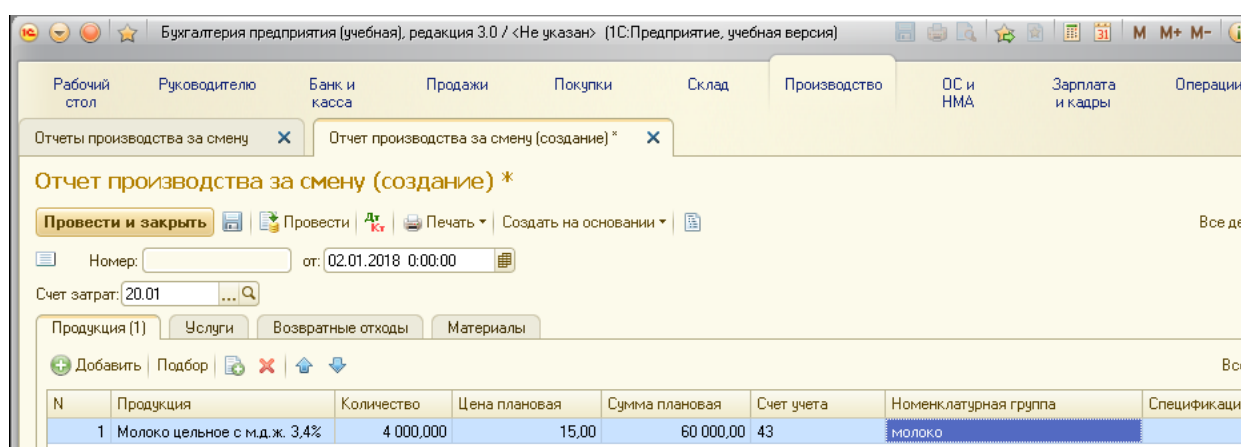 Бухгалтерия предприятия (учебная), редакция 3.0 / <Не указан> (1С:Предприятие, учебная версия) M M+ M-
Рабочий стол Руководителю Банк и касса Продажи Покупки Склад Производство ОС и НМА Зарплата и кадры Операции
Отчеты производства за смену Отчет производства за смену (создание) *
Отчет производства за смену (создание) *
Провести и закрыть Провести Дт Кт Печать Создать на основании Все де
Номер: от: 02.01.2018 0:00:00
Счет затрат: 20.01 ...
Продукция (1) Услуги Возвратные отходы Материалы
Добавить Подбор Все
N Продукция Количество Цена плановая Сумма плановая Счет учета Номенклатурная группа Спецификаци
1 Молоко цельное с м.д.ж. 3,4% 4 000,000 15,00 60 000,00 43 молоко